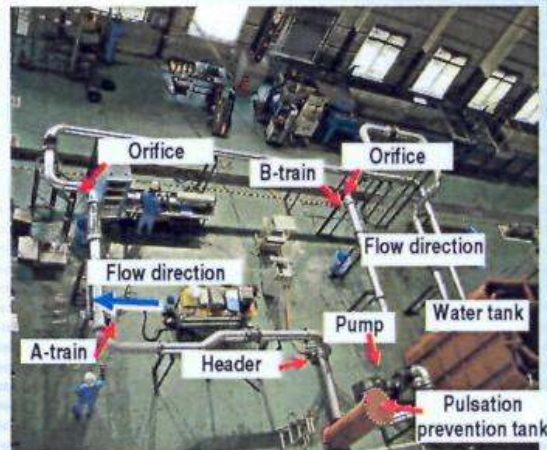 Orifice
Orifice
B-train
Flow direction
Flow direction
Water tank
Pump
A-train
Header
Pulsation
prevention tank